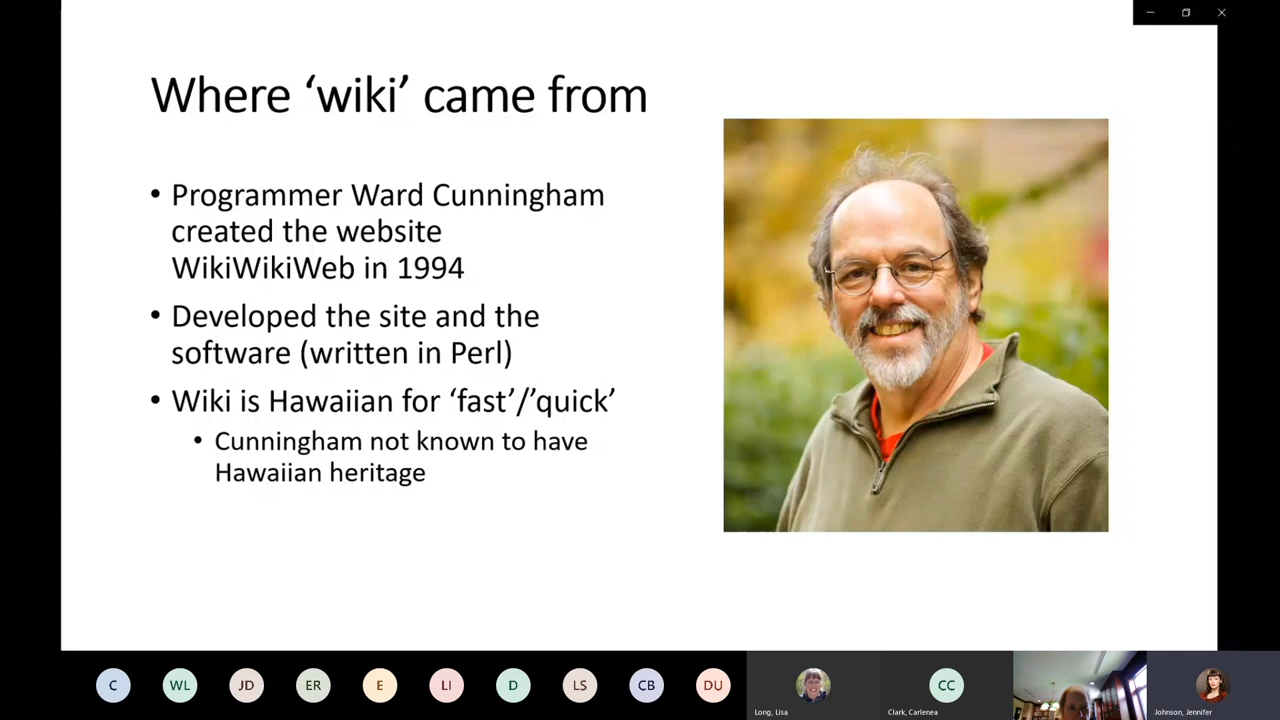 Where ‘wiki’ came from
• Programmer Ward Cunningham
created the website
WikiWikiWeb in 1994
• Developed the site and the
software (written in Perl)
• Wiki is Hawaiian for ‘fast’/’quick’
• Cunningham not known to have
Hawaiian heritage
C WL JD ER E LI D LS CB DU CC
Long, Lisa Clark, Carlenea Johnson, Jennifer